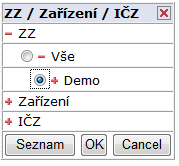 ZZ / Zařízení / IČZ
ZZ
Vše
Demo
Zařízení
IČZ
Seznam OK Cancel